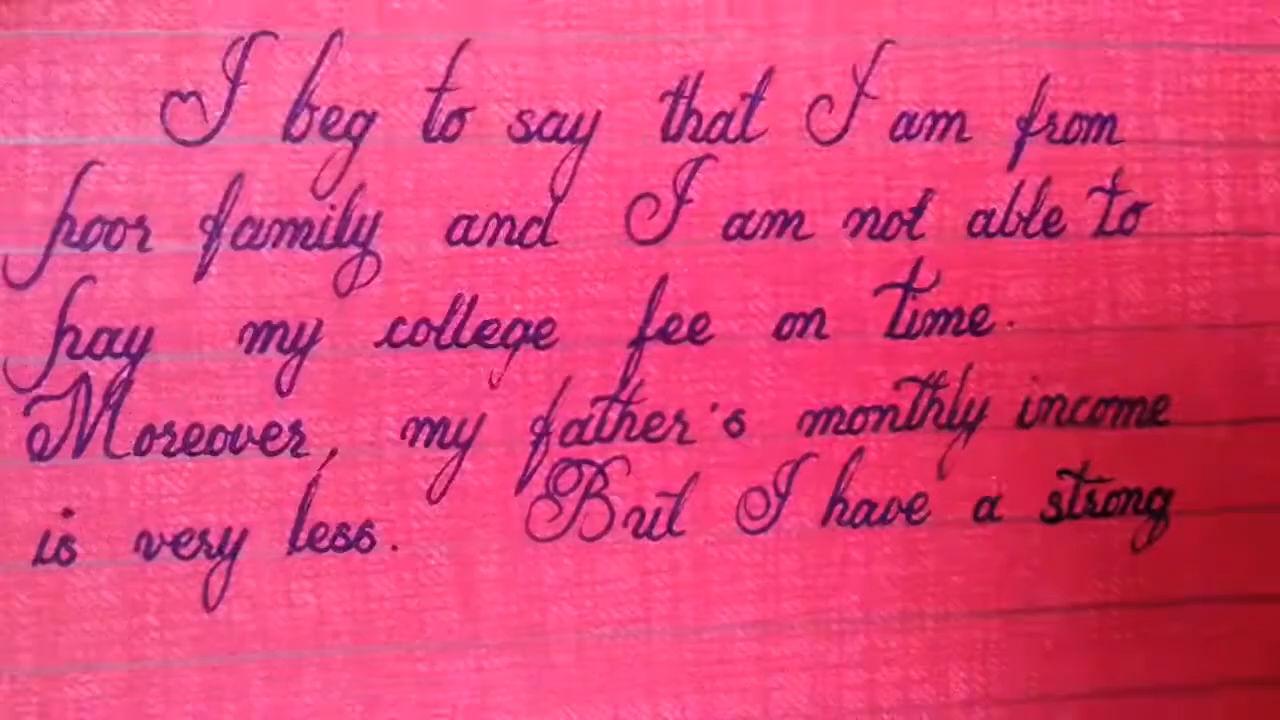 I beg to say that I am from
poor family and I am not able to
pay my college fee on time.
Moreover, my father's monthly income
is very less. But I have a strong